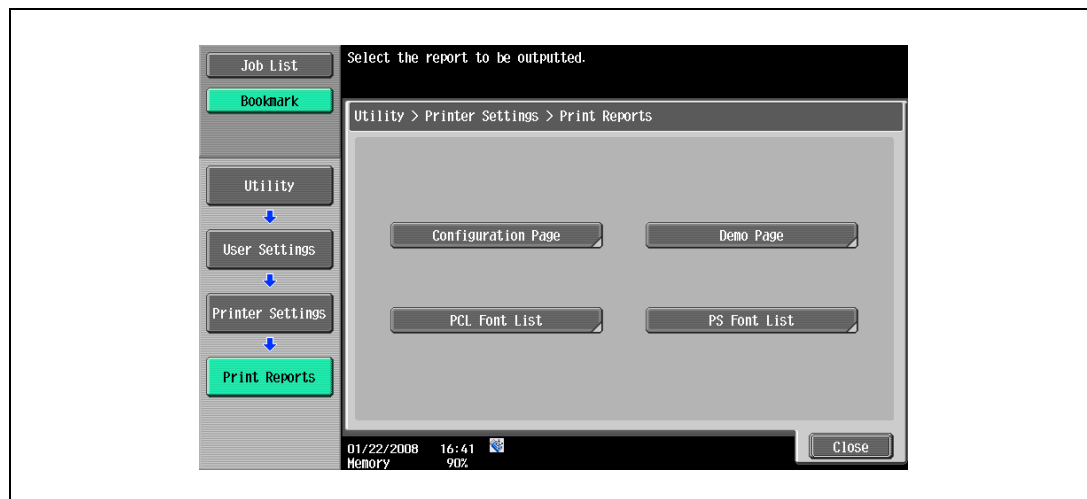 Job List
Bookmark
Utility
User Settings
Printer Settings
Print Reports
Select the report to be outputted.
Utility > Printer Settings > Print Reports
Configuration Page
Demo Page
PCL Font List
PS Font List
01/22/2008 16:41
Memory 90%
Close